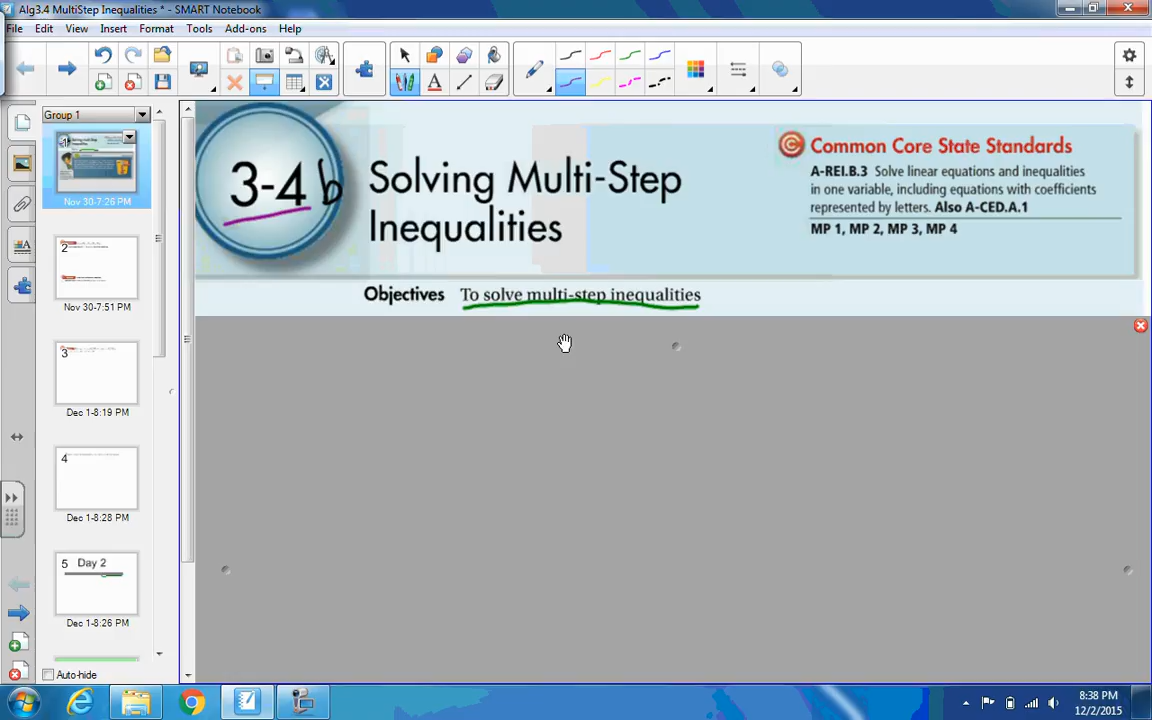 Alg3.4 MultiStep Inequalities * - SMART Notebook
File Edit View Insert Format Tools Add-ons Help
Group 1
1
Nov 30-7:26 PM
2
Nov 30-7:51 PM
3
Dec 1-8:19 PM
4
Dec 1-8:28 PM
5 Day 2
Dec 1-8:26 PM
Auto-hide
3-4b
Solving Multi-Step
Inequalities
Common Core State Standards
A-REI.B.3 Solve linear equations and inequalities
in one variable, including equations with coefficients
represented by letters. Also A-CED.A.1
MP 1, MP 2, MP 3, MP 4
Objectives To solve multi-step inequalities
8:38 PM
12/2/2015